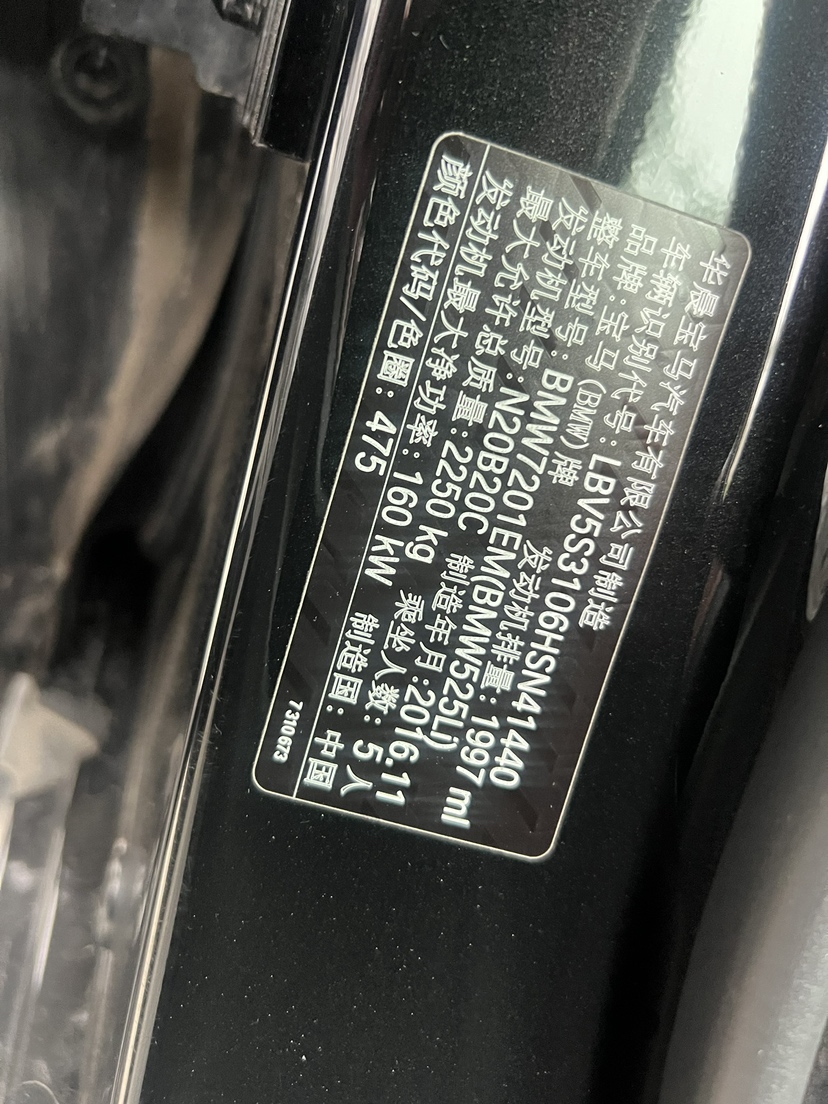 华晨宝马汽车有限公司制造
车辆识别代号：LBV5S3106HSN41440
品牌：宝马(BMW)牌
整车型号：BMW7201EM(BMW525Li)
发动机型号：N20B20C 发动机排量：1997 ml
最大允许总质量：2250 kg 制造年月：2016.11
发动机最大净功率：160 kW 乘坐人数：5人
颜色代码/色圈：475 制造国：中国
7 310673